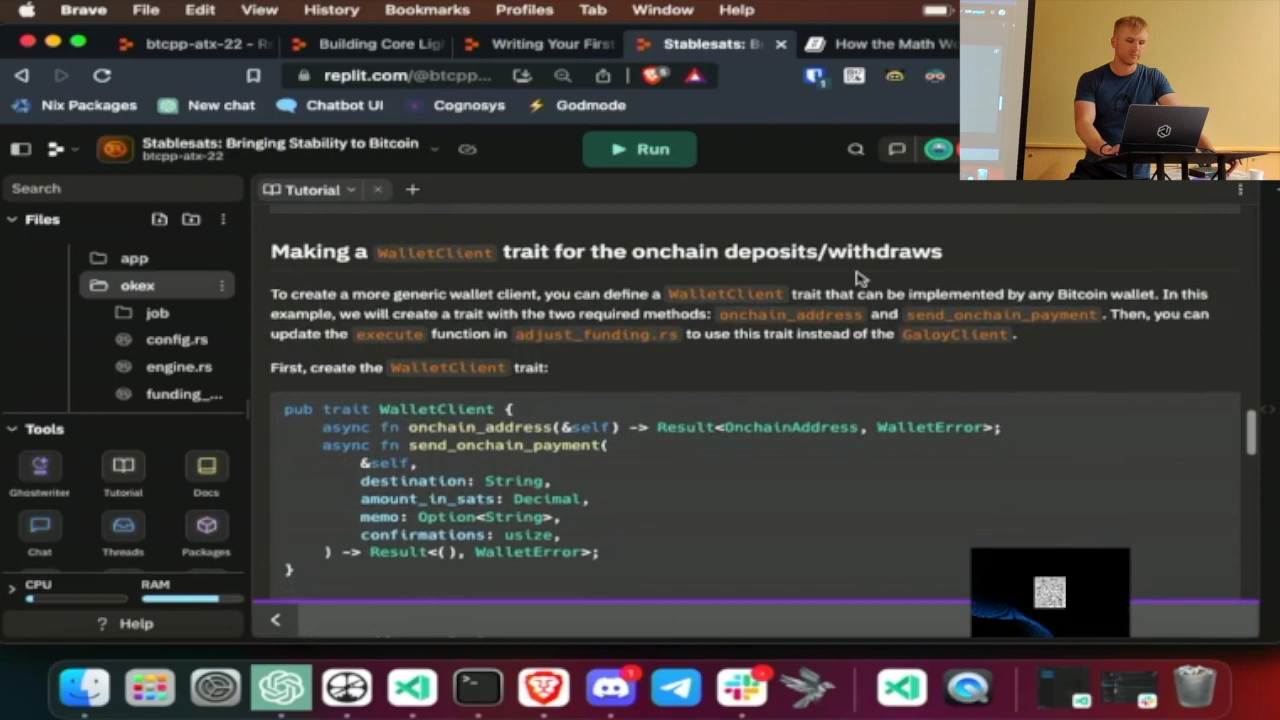 Brave File Edit View History Bookmarks Profiles Tab Window Help
btcpp-atx-22 - R
Building Core Lig
Writing Your First
Stablesats: B
How the Math W
replit.com/@btcpp...
Nix Packages
New chat
Chatbot UI
Cognosys
Godmode
Stablesats: Bringing Stability to Bitcoin
btcpp-atx-22
Run
Search
Tutorial
Files
app
okex
job
config.rs
engine.rs
funding_...
Tools
Ghostwriter
Tutorial
Docs
Chat
Threads
Packages
CPU
RAM
? Help
Making a WalletClient trait for the onchain deposits/withdraws
To create a more generic wallet client, you can define a WalletClient trait that can be implemented by any Bitcoin wallet. In this
example, we will create a trait with the two required methods: onchain_address and send_onchain_payment. Then, you can
update the execute function in adjust_funding.rs to use this trait instead of the GaloyClient.
First, create the WalletClient trait:
pub trait WalletClient {
async fn onchain_address(&self) -> Result<OnchainAddress, WalletError>;
async fn send_onchain_payment(
&self,
destination: String,
amount_in_sats: Decimal,
memo: Option<String>,
confirmations: usize,
) -> Result<(), WalletError>;
}